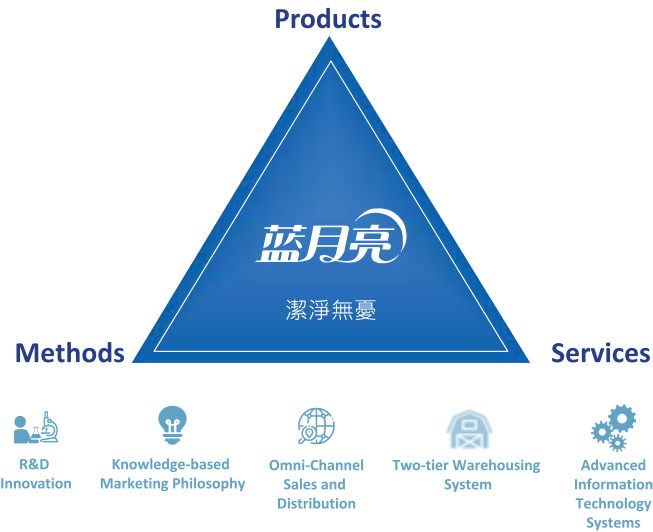 Products
蓝月亮
潔淨無憂
Methods
Services
R&D
Innovation
Knowledge-based
Marketing Philosophy
Omni-Channel
Sales and
Distribution
Two-tier Warehousing
System
Advanced
Information
Technology
Systems